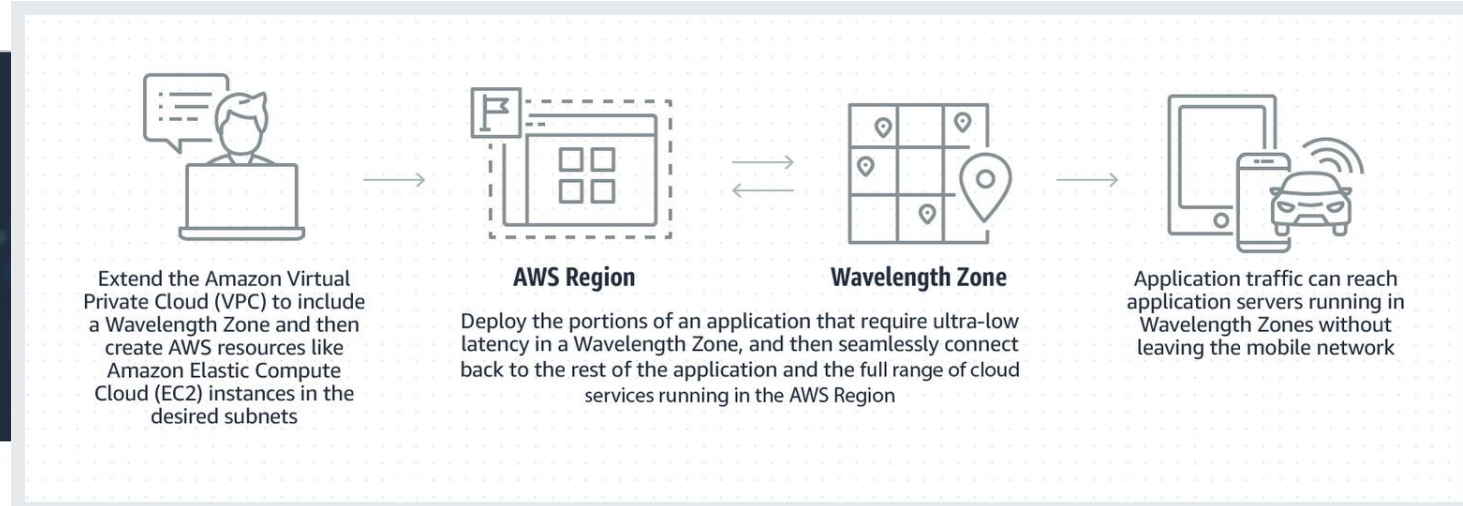 Extend the Amazon Virtual
Private Cloud (VPC) to include
a Wavelength Zone and then
create AWS resources like
Amazon Elastic Compute
Cloud (EC2) instances in the
desired subnets
AWS Region
Wavelength Zone
Deploy the portions of an application that require ultra-low
latency in a Wavelength Zone, and then seamlessly connect
back to the rest of the application and the full range of cloud
services running in the AWS Region
Application traffic can reach
application servers running in
Wavelength Zones without
leaving the mobile network